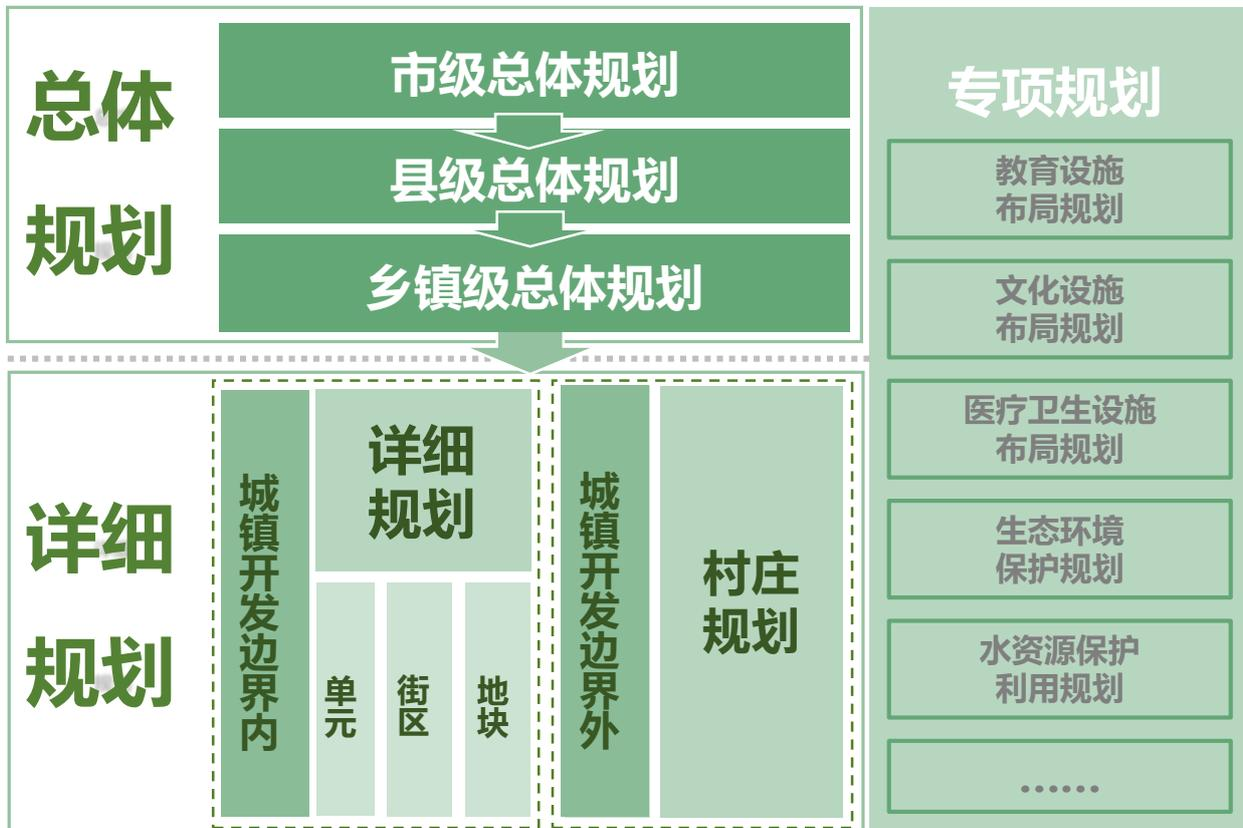 总体
规划
市级总体规划
县级总体规划
乡镇级总体规划
详细
规划
城镇开发边界内
详细
规划
单元
街区
地块
城镇开发边界外
村庄
规划
专项规划
教育设施
布局规划
文化设施
布局规划
医疗卫生设施
布局规划
生态环境
保护规划
水资源保护
利用规划
......